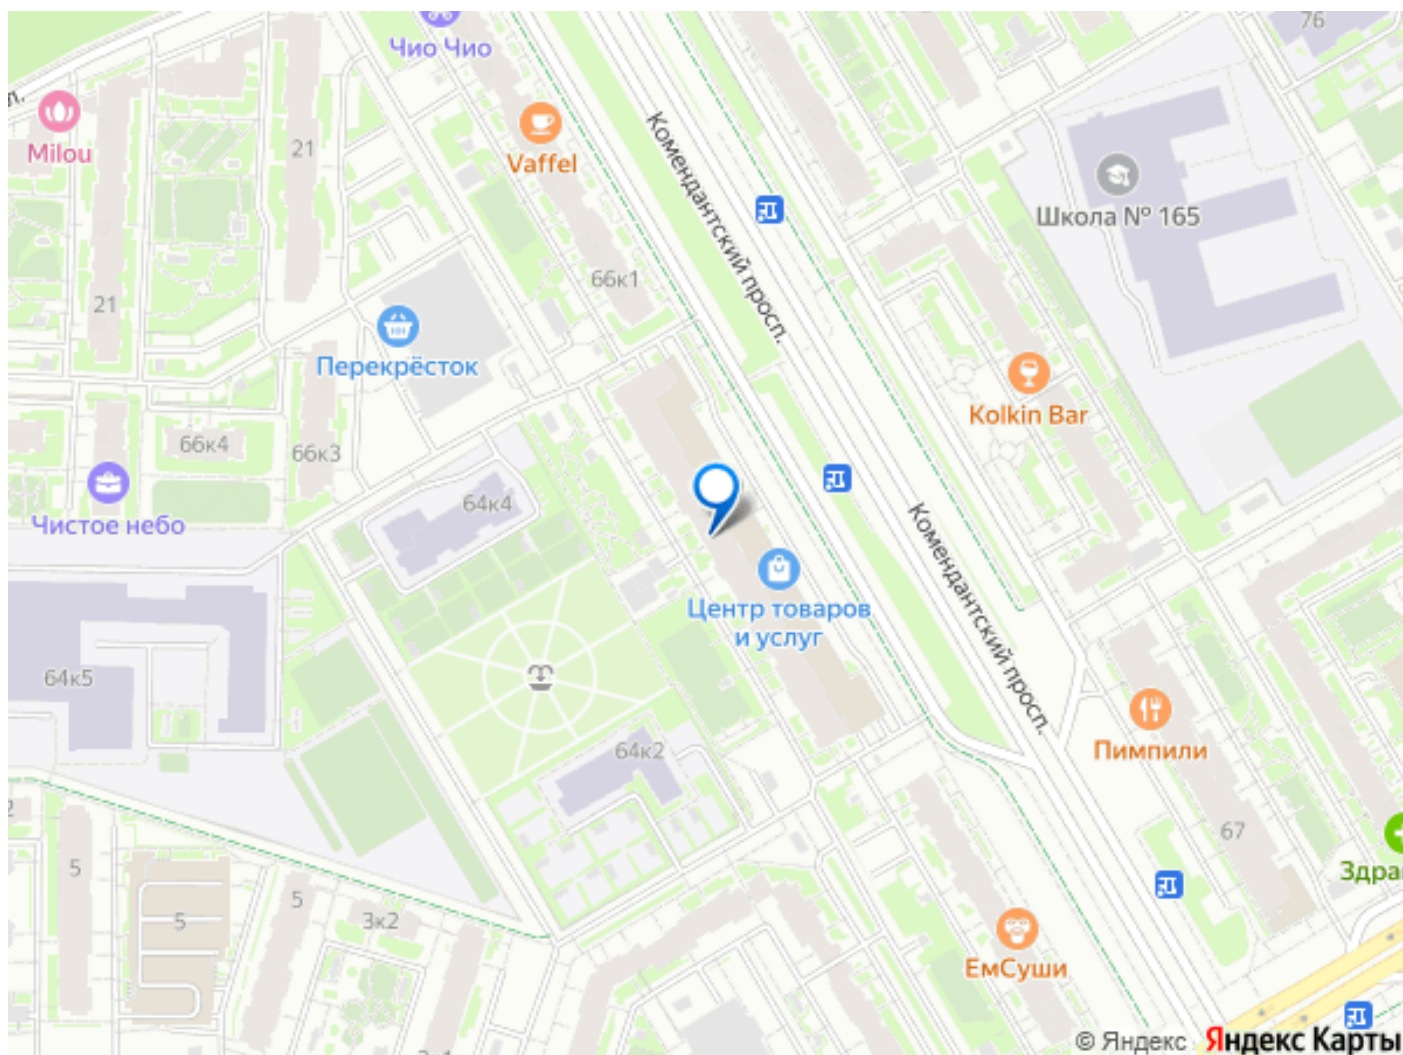 76
Чио Чио
п.
Milou
Vaffel
21
Комендантский просп.
Школа № 165
66к1
21
Перекрёсток
Kolkin Bar
66к4
66к3
64к4
Чистое небо
Комендантский просп.
Центр товаров
и услуг
64к5
64к2
Пимпили
67
5
Здра
5
5
3к2
ЕмСуши
© Яндекс Яндекс Карты